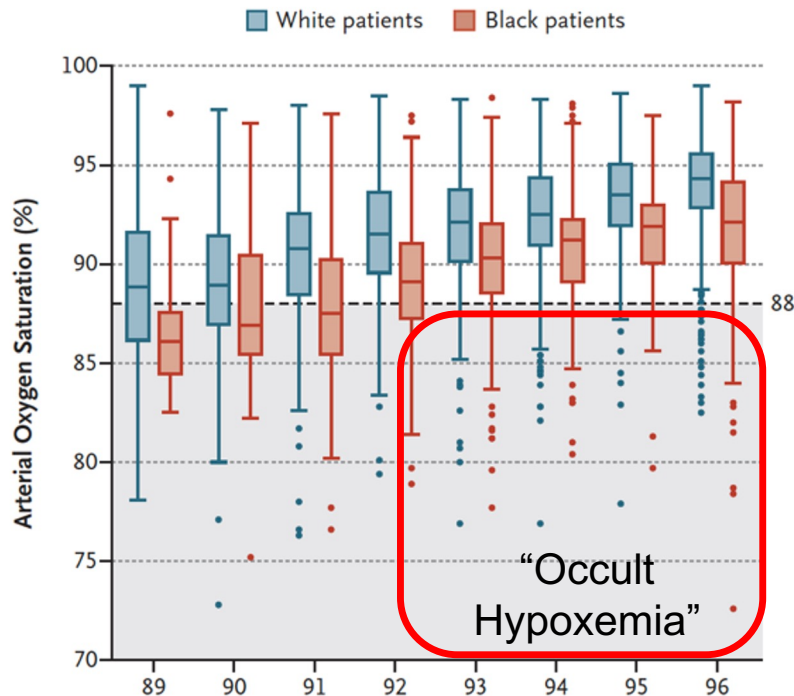 White patients Black patients
100
95
90
88
85
80
75
70
Arterial Oxygen Saturation (%)
“Occult
Hypoxemia”
89 90 91 92 93 94 95 96